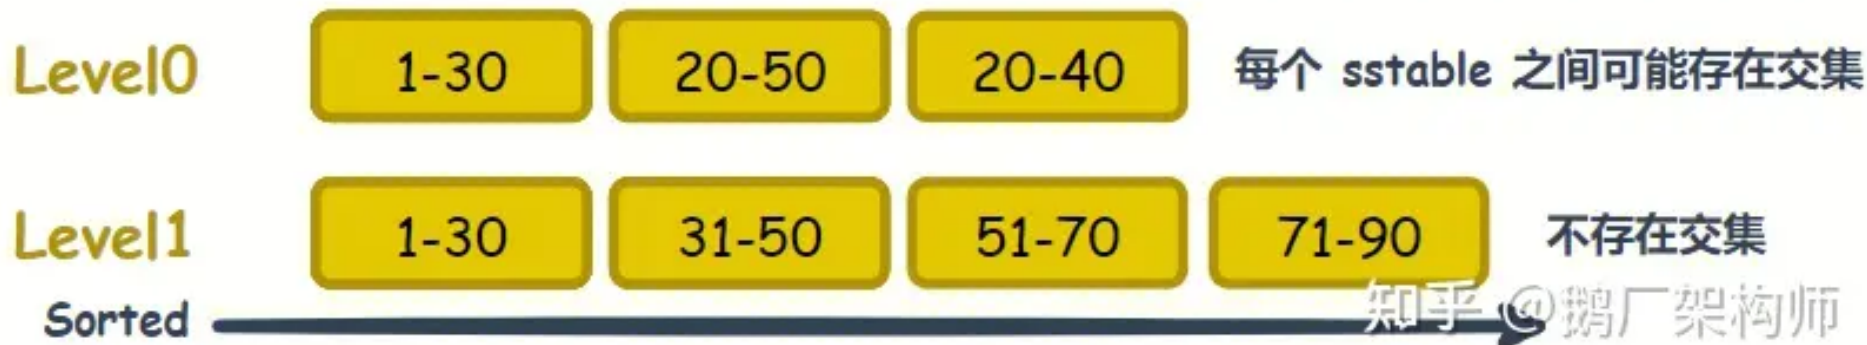 Level0 1-30 20-50 20-40 每个 sstable 之间可能存在交集
Level1 1-30 31-50 51-70 71-90 不存在交集
Sorted
知乎 @鹅厂架构师